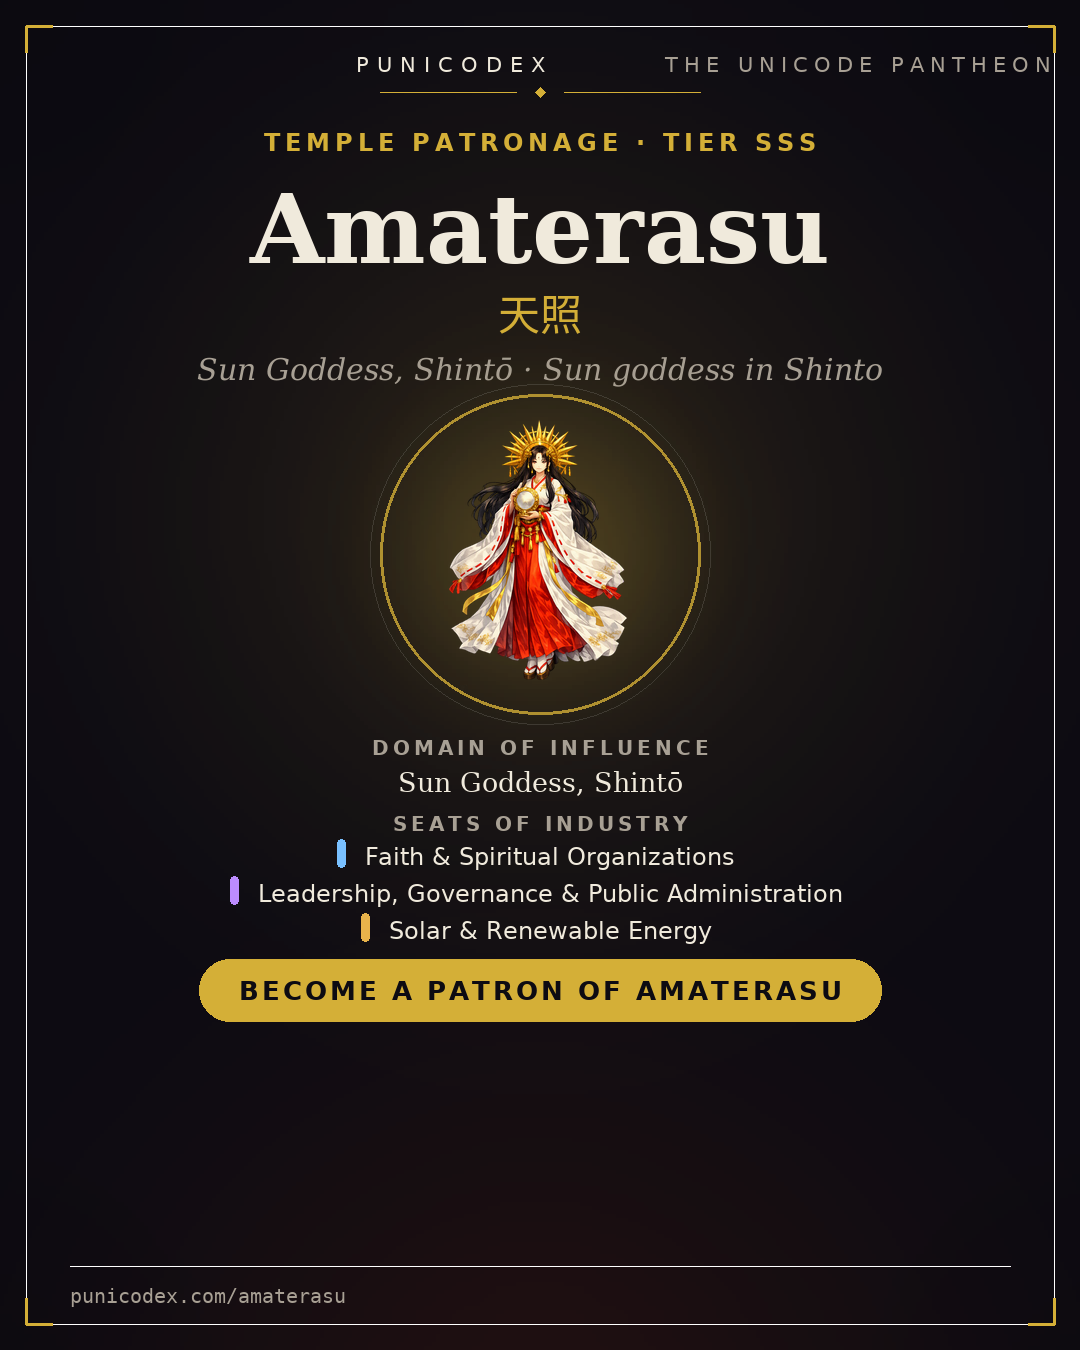 PUNICODEX THE UNICODE PANTHEON
TEMPLE PATRONAGE · TIER SSS
Amaterasu
天照
Sun Goddess, Shintō · Sun goddess in Shinto
DOMAIN OF INFLUENCE
Sun Goddess, Shintō
SEATS OF INDUSTRY
Faith & Spiritual Organizations
Leadership, Governance & Public Administration
Solar & Renewable Energy
BECOME A PATRON OF AMATERASU
punicodex.com/amaterasu